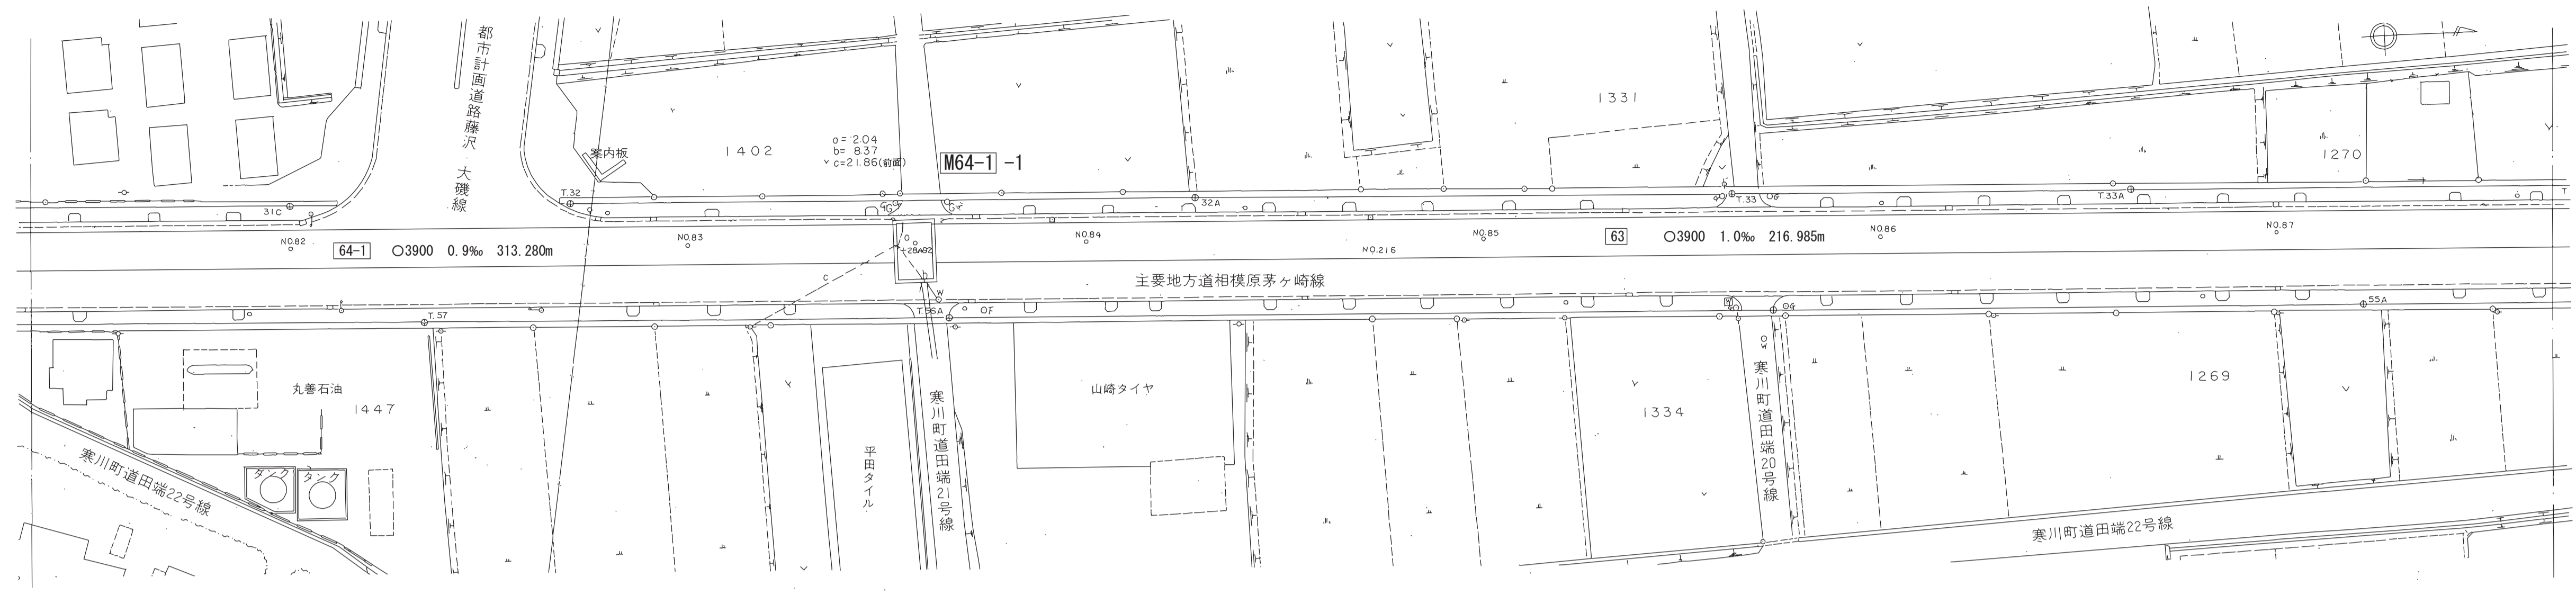 都市計画道路藤沢 大磯線
案内板
1402
a= 2.04
b= 8.37
c=21.86(前面)
M64-1 -1
1331
1270
31C
T.32
G
G
32A
G
T.33
G
T.33A
T
NO.82
64-1 ○3900 0.9‰ 313.280m
NO.83
NO.84
NO.216
NO.85
63 ○3900 1.0‰ 216.985m
NO.86
NO.87
c
b
W
主要地方道相模原茅ヶ崎線
T.57
T.56A
F
W
G
55A
W
丸善石油
1447
タンク
タンク
寒川町道田端22号線
平田タイル
寒川町道田端21号線
山崎タイヤ
1334
寒川町道田端20号線
1269
寒川町道田端22号線